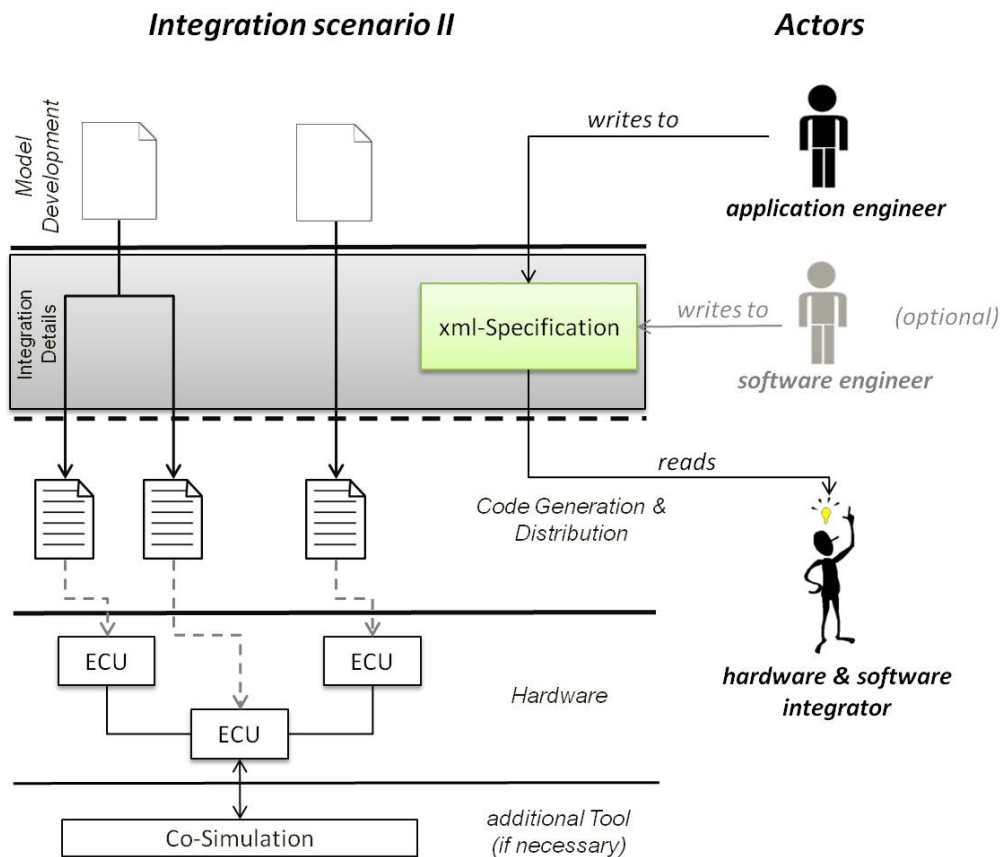 Integration scenario II
Actors
Model
Development
writes to
application engineer
Integration
Details
xml-Specification
writes to
(optional)
software engineer
reads
Code Generation &
Distribution
ECU
ECU
hardware & software
integrator
Hardware
ECU
Co-Simulation
additional Tool
(if necessary)